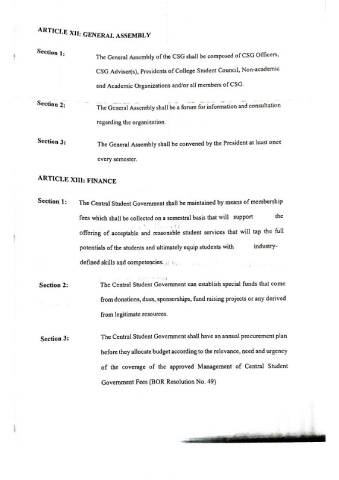 ARTICLE XII: GENERAL ASSEMBLY
Section 1: The General Assembly of the CSG shall be composed of CSG Officers,
CSG Adviser(s), Presidents of College Student Council, Non-academic
and Academic Organizations and/or all members of CSG.
Section 2: The General Assembly shall be a forum for information and consultation
regarding the organization.
Section 3: The General Assembly shall be convened by the President at least once
every semester.
ARTICLE XIII: FINANCE
Section 1: The Central Student Government shall be maintained by means of membership
fees which shall be collected on a semestral basis that will support the
offering of acceptable and reasonable student services that will tap the full
potentials of the students and ultimately equip students with industry-
defined skills and competencies.
Section 2: The Central Student Government can establish special funds that come
from donations, dues, sponsorships, fund raising projects or any derived
from legitimate resources.
Section 3: The Central Student Government shall have an annual procurement plan
before they allocate budget according to the relevance, need and urgency
of the coverage of the approved Management of Central Student
Government Fees (BOR Resolution No. 49)